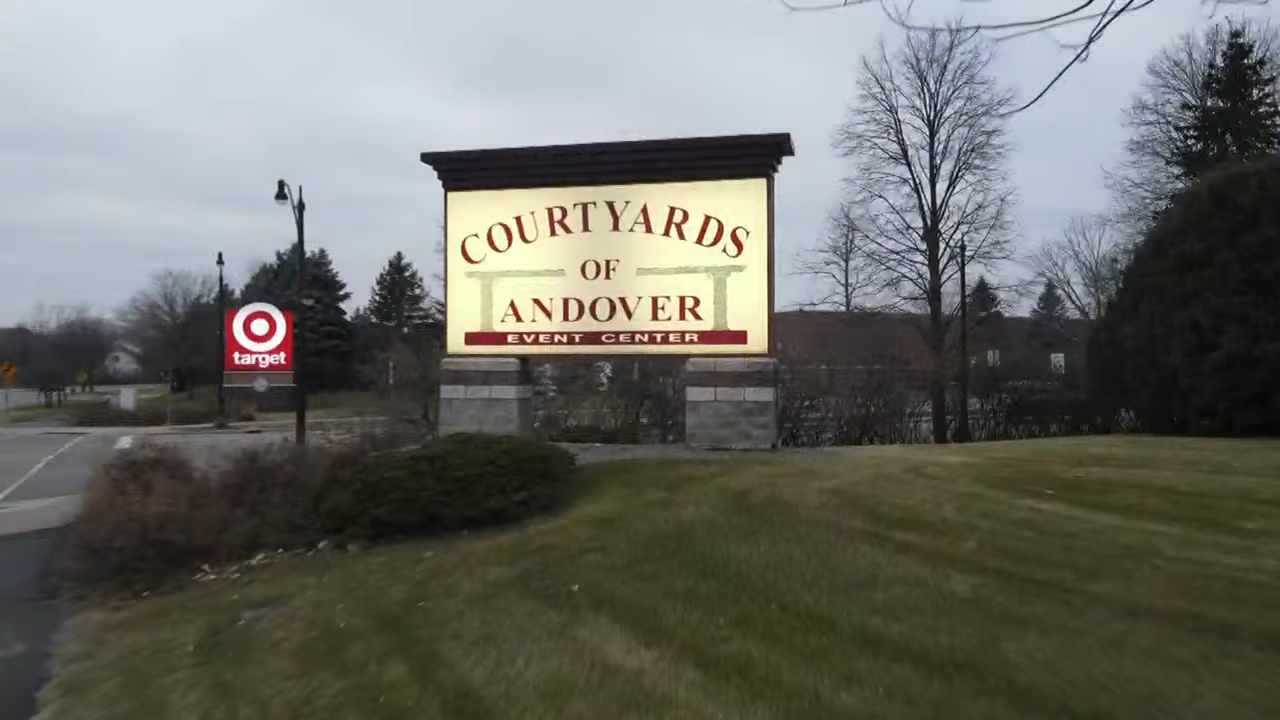 COURTYARDS
OF
ANDOVER
EVENT CENTER
target